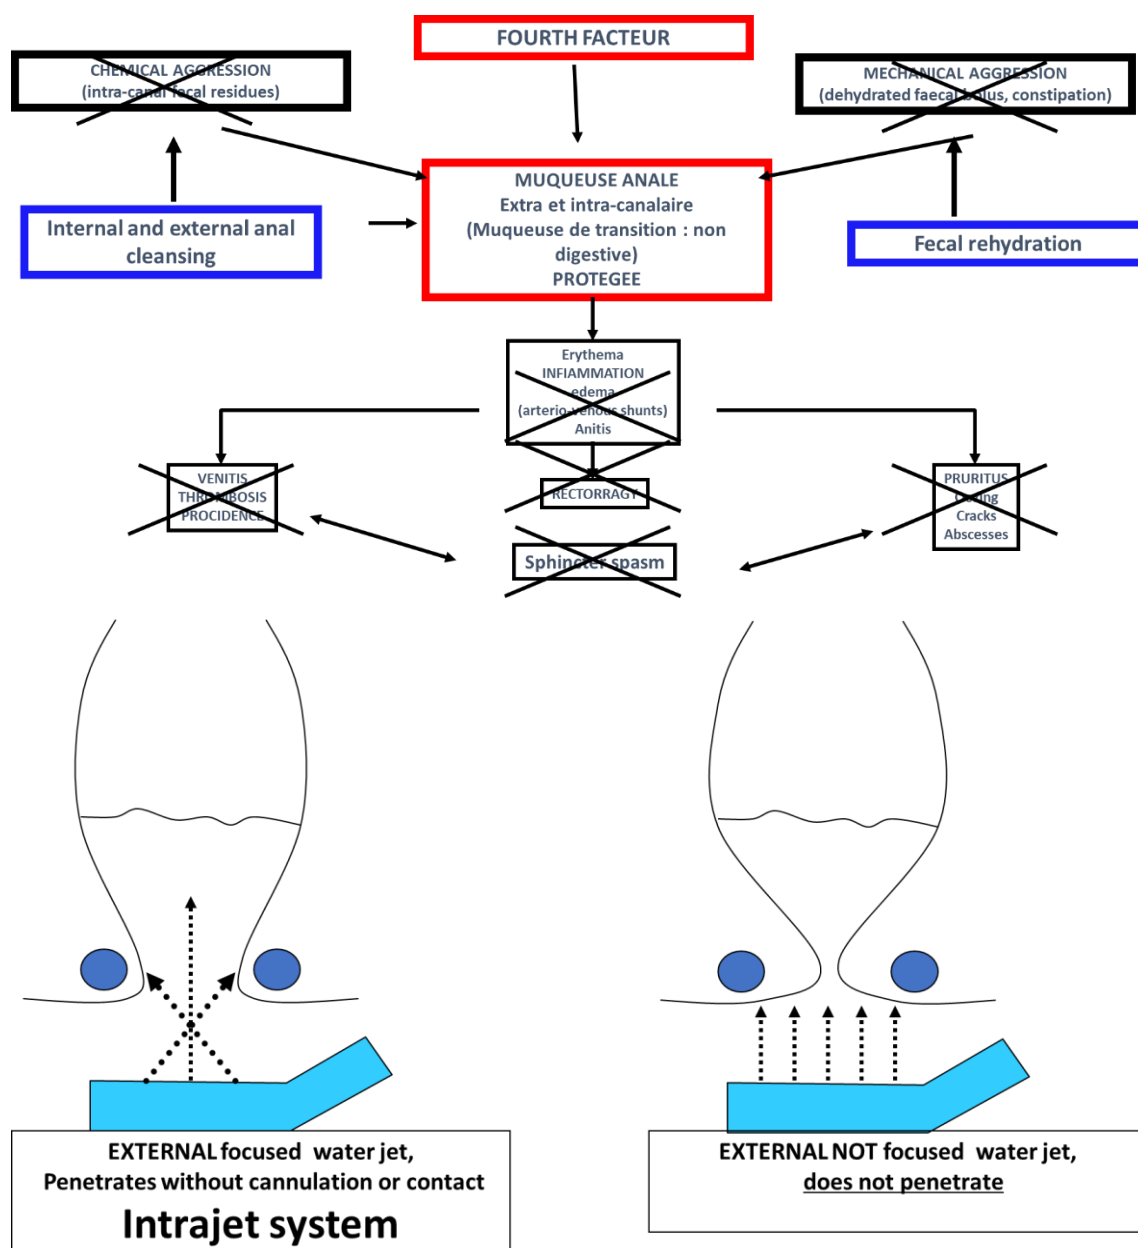 FOURTH FACTEUR
CHEMICAL AGGRESSION
(intra-canal fecal residues)
MECHANICAL AGGRESSION
(dehydrated faecal bolus, constipation)
MUQUEUSE ANALE
Extra et intra-canalaire
(Muqueuse de transition : non
digestive)
PROTEGEE
Internal and external anal
cleansing
Fecal rehydration
Erythema
INFIAMMATION
edema
(arterio-venous shunts)
Anitis
VENITIS
THROMBOSIS
PROCIDENCE
RECTORRAGY
PRURITUS
Cracks
Abscesses
Sphincter spasm
EXTERNAL focused water jet,
Penetrates without cannulation or contact
Intrajet system
EXTERNAL NOT focused water jet,
does not penetrate